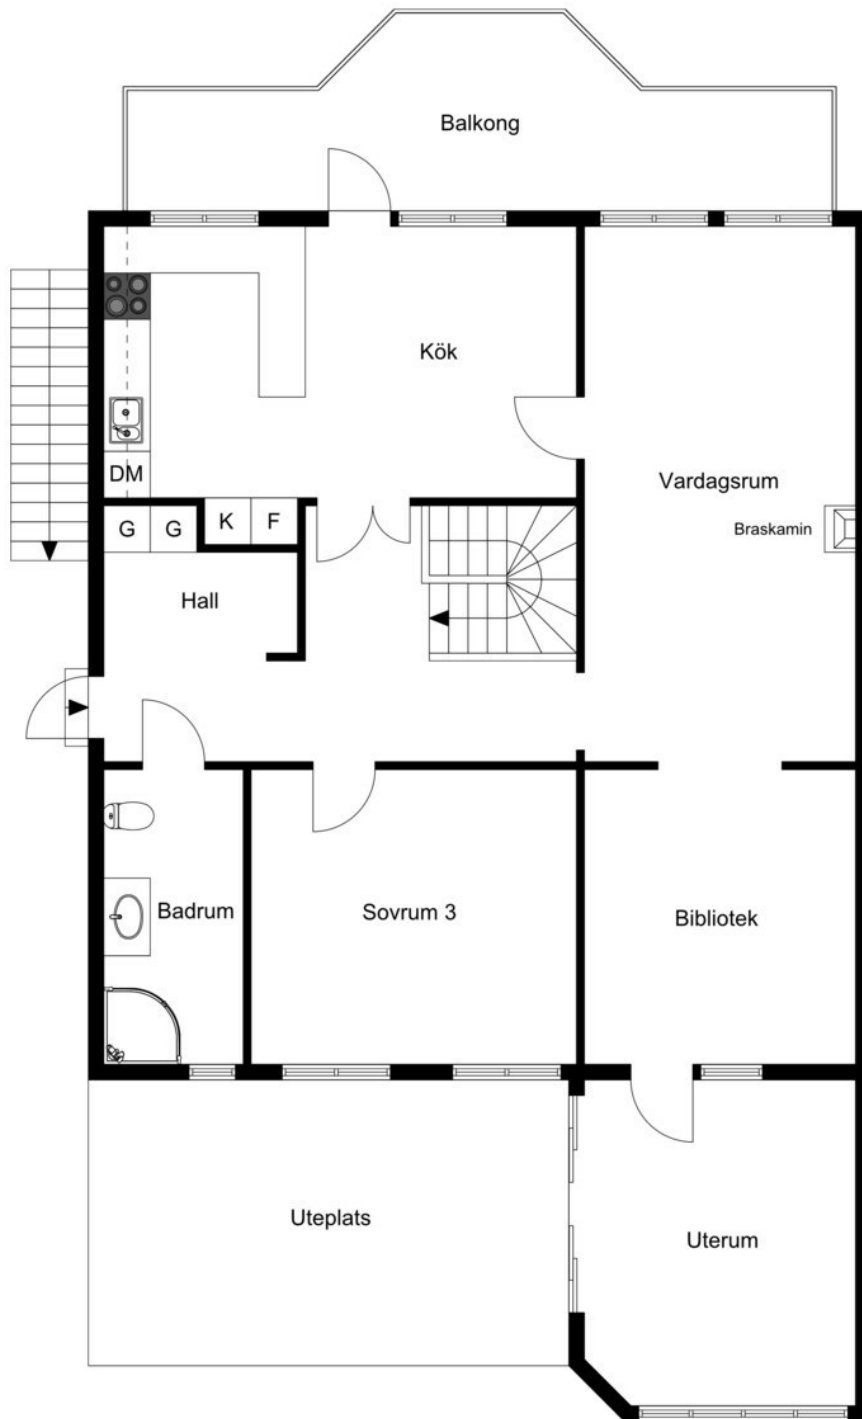 Balkong
Kök
DM
Vardagsrum
G G K F
Braskamin
Hall
Badrum
Sovrum 3
Bibliotek
Uteplats
Uterum